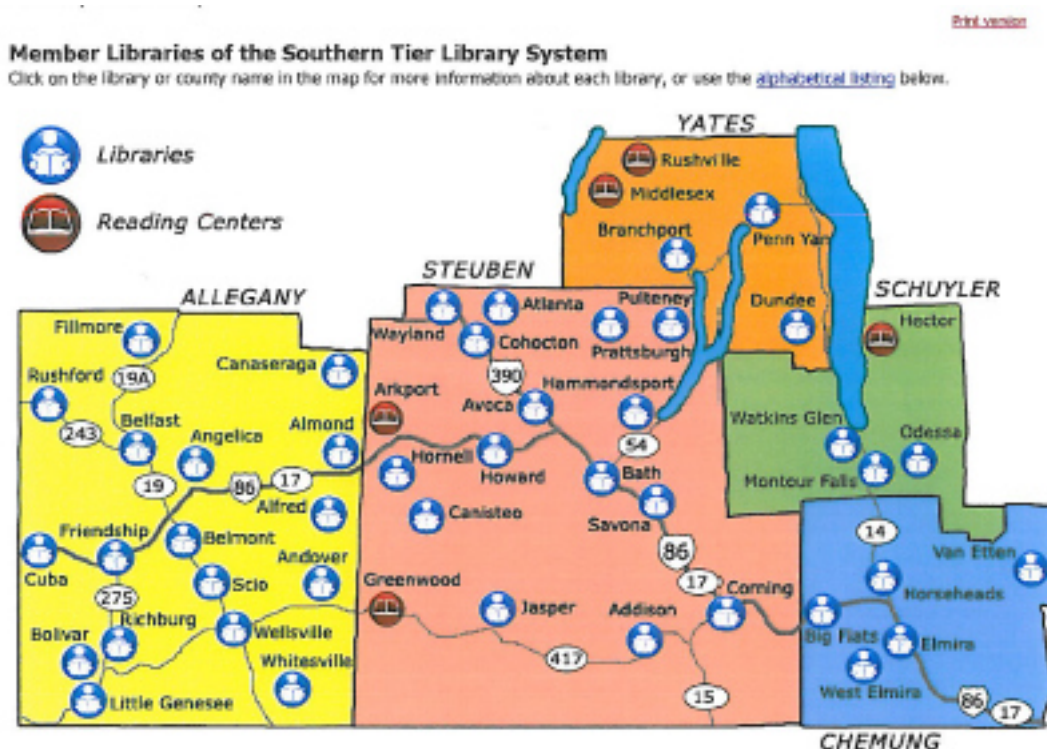 Print version
Member Libraries of the Southern Tier Library System
Click on the library or county name in the map for more information about each library, or use the alphabetical listing below.
YATES
Libraries
Rushville
Middlesex
Reading Centers
Branchport
Penn Yan
STEUBEN
SCHUYLER
ALLEGANY
Atlanta
Pulteney
Dundee
Hector
Fillmore
Wayland
Cohocton
Prattsburgh
Canaseraga
Rushford
19A
390
Hammondsport
Arkport
Avoca
Watkins Glen
Belfast
Angelica
Almond
243
54
Odessa
Hornell
Howard
Bath
Montour Falls
19
86
17
Alfred
Canisteo
Savona
Friendship
Belmont
14
Van Etten
Cuba
Andover
86
Scio
Greenwood
17
Corning
Horseheads
275
Richburg
Jasper
Addison
Bolivar
Wellsville
Big Flats
Elmira
Whitesville
417
West Elmira
Little Genesee
15
86
17
CHEMUNG